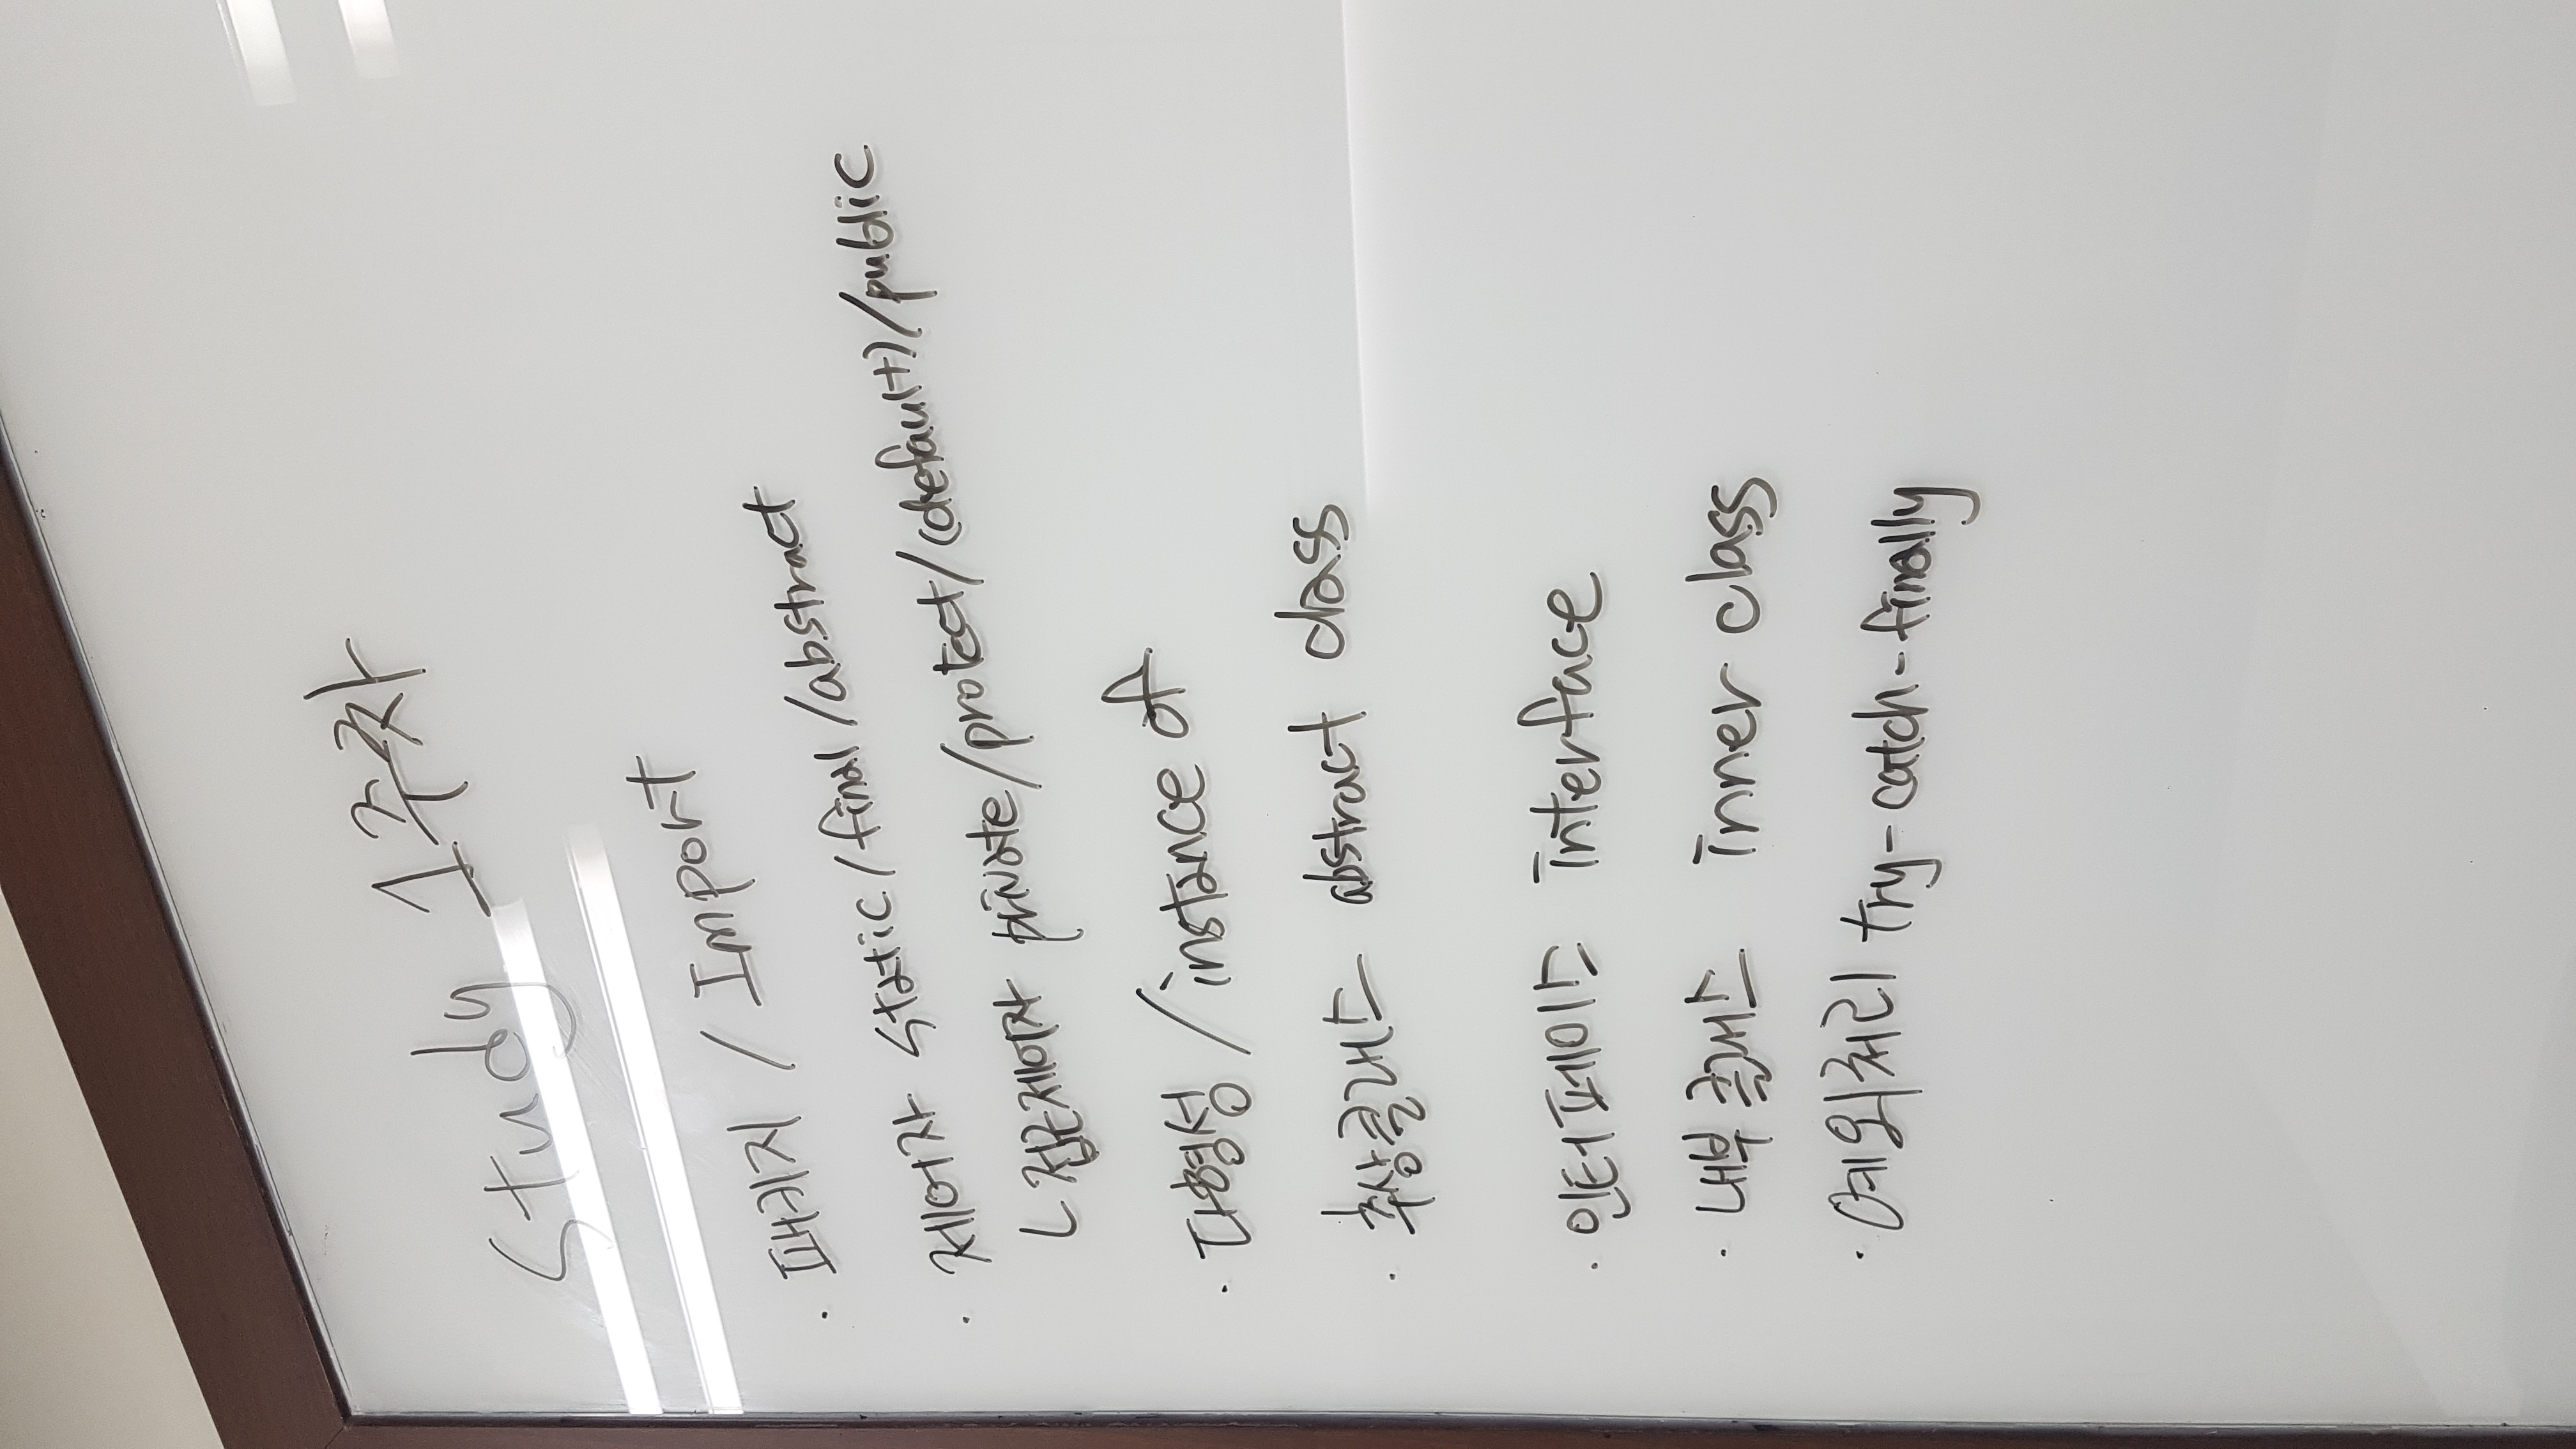 Study 1주차
· 패키지 / Import
· 제어자 static/final/abstract
ㄴ 접근제어자 private/protect/(default)/public
· 다형성 / instance of
· 추상클래스 abstract class
· 인터페이스 interface
· 내부클래스 inner class
· 예외처리 try-catch-finally